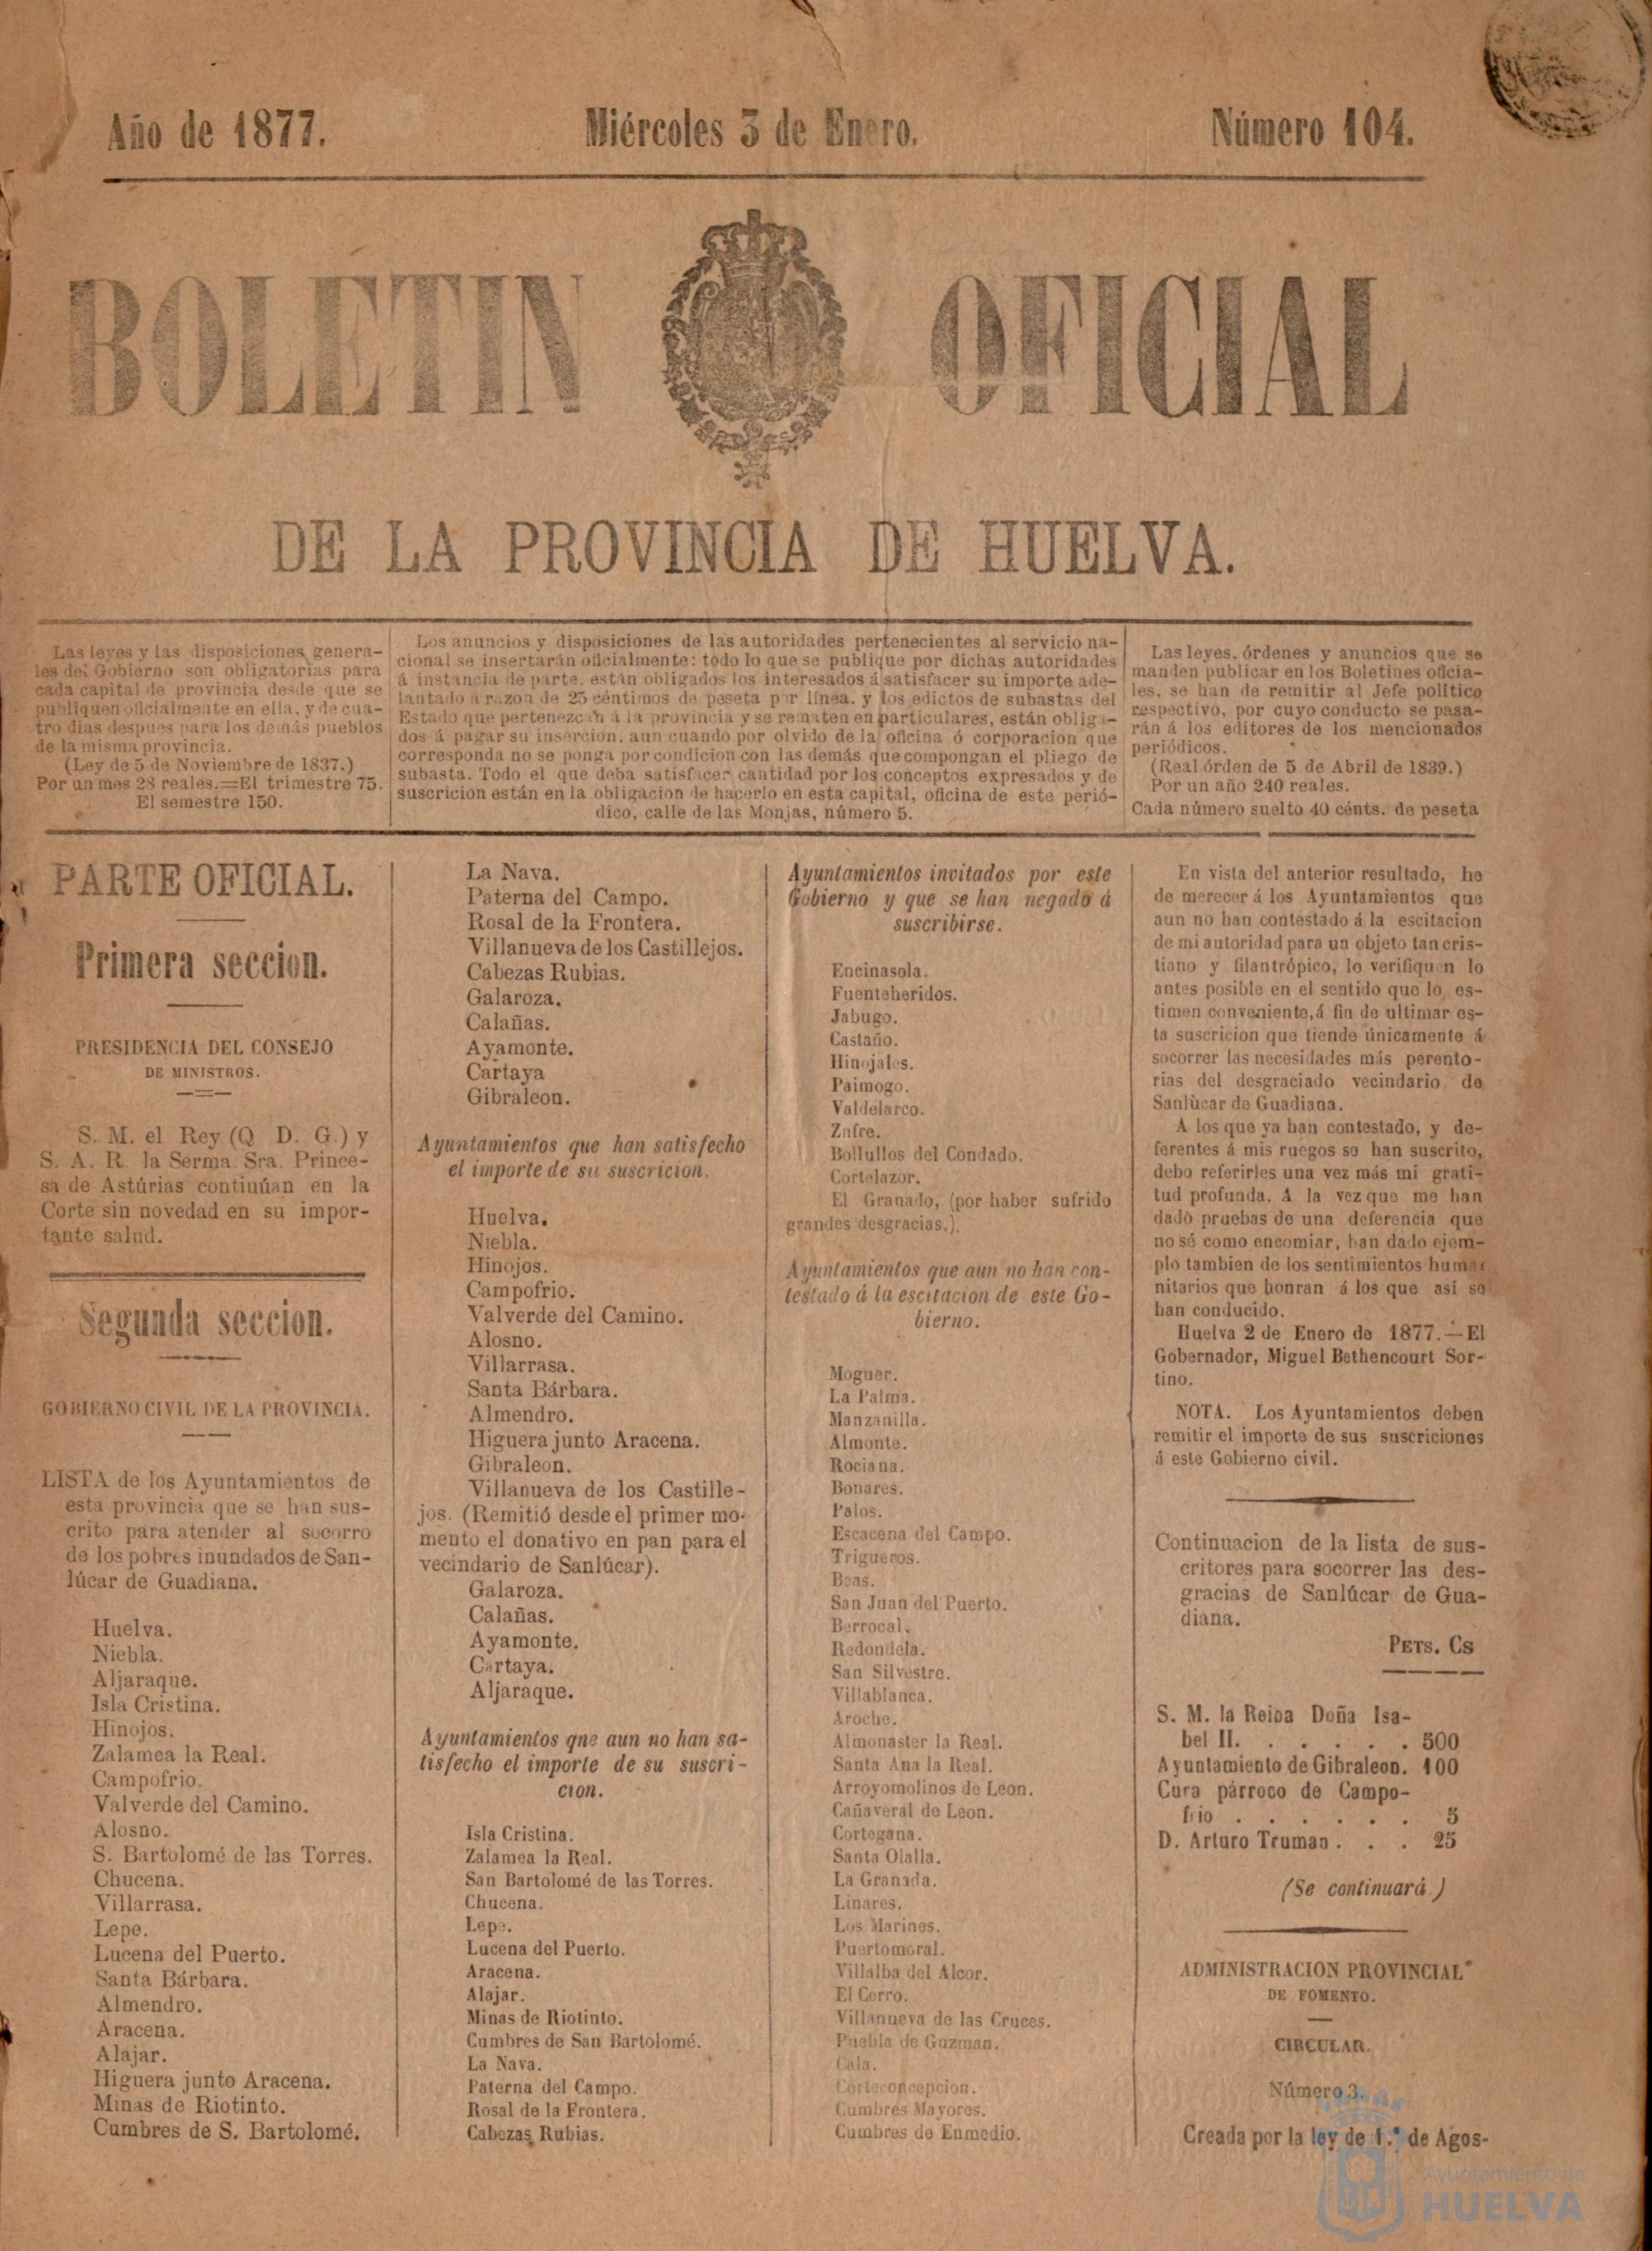 Año de 1877.
Miércoles 3 de Enero.
Número 104.
BOLETIN OFICIAL
DE LA PROVINCIA DE HUELVA.
Las leyes y las disposiciones genera-
les del Gobierno son obligatorias para
cada capital de provincia desde que se
publiquen oficialmente en ella, y de cua-
tro dias despues para los demás pueblos
de la misma provincia.
(Ley de 5 de Noviembre de 1837.)
Por un mes 28 reales.=El trimestre 75.
El semestre 150.
Los anuncios y disposiciones de las autoridades pertenecientes al servicio na-
cional se insertarán oficialmente: todo lo que se publique por dichas autoridades
á instancia de parte, están obligados los interesados á satisfacer su importe ade-
lantado á razon de 25 céntimos de peseta por línea, y los edictos de subastas del
Estado que pertenezcan á la provincia y se rematen en particulares, están obliga-
dos á pagar su insercion, aun cuando por olvido de la oficina ó corporacion que
corresponda no se ponga por condicion con las demás que compongan el pliego de
subasta. Todo el que deba satisfacer cantidad por los conceptos expresados y de
suscricion están en la obligacion de hacerlo en esta capital, oficina de este perió-
dico, calle de las Monjas, número 5.
Las leyes, órdenes y anuncios que se
manden publicar en los Boletines oficia-
les, se han de remitir al Jefe político
respectivo, por cuyo conducto se pasa-
rán á los editores de los mencionados
periódicos.
(Real órden de 5 de Abril de 1839.)
Por un año 240 reales.
Cada número suelto 40 cénts. de peseta
PARTE OFICIAL.
Primera seccion.
PRESIDENCIA DEL CONSEJO
DE MINISTROS.
S. M. el Rey (Q. D. G.) y
S. A. R. la Serma. Sra. Prince-
sa de Astúrias continúan en la
Corte sin novedad en su impor-
tante salud.
Segunda seccion.
GOBIERNO CIVIL DE LA PROVINCIA.
LISTA de los Ayuntamientos de
esta provincia que se han sus-
crito para atender al socorro
de los pobres inundados de San-
lúcar de Guadiana.
Huelva.
Niebla.
Aljaraque.
Isla Cristina.
Hinojos.
Zalamea la Real.
Campofrio.
Valverde del Camino.
Alosno.
S. Bartolomé de las Torres.
Chucena.
Villarrasa.
Lepe.
Lucena del Puerto.
Santa Bárbara.
Almendro.
Aracena.
Alajar.
Higuera junto Aracena.
Minas de Riotinto.
Cumbres de S. Bartolomé.
La Nava.
Paterna del Campo.
Rosal de la Frontera.
Villanueva de los Castillejos.
Cabezas Rubias.
Galaroza.
Calañas.
Ayamonte.
Cartaya
Gibraleon.
Ayuntamientos que han satisfecho
el importe de su suscricion.
Huelva.
Niebla.
Hinojos.
Campofrio.
Valverde del Camino.
Alosno.
Villarrasa.
Santa Bárbara.
Almendro.
Higuera junto Aracena.
Gibraleon.
Villanueva de los Castille-
jos. (Remitió desde el primer mo-
mento el donativo en pan para el
vecindario de Sanlúcar).
Galaroza.
Calañas.
Ayamonte.
Cartaya.
Aljaraque.
Ayuntamientos qne aun no han sa-
tisfecho el importe de su suscri-
cion.
Isla Cristina.
Zalamea la Real.
San Bartolomé de las Torres.
Chucena.
Lepe.
Lucena del Puerto.
Aracena.
Alajar.
Minas de Riotinto.
Cumbres de San Bartolomé.
La Nava.
Paterna del Campo.
Rosal de la Frontera.
Cabezas Rubias.
Ayuntamientos invitados por este
Gobierno y que se han negado á
suscribirse.
Encinasola.
Fuenteheridos.
Jabugo.
Castaño.
Hinojales.
Paimogo.
Valdelarco.
Zufre.
Bollullos del Condado.
Cortelazor.
El Granado, (por haber sufrido
grandes desgracias.)
Ayuntamientos que aun no han con-
testado á la escitacion de este Go-
bierno.
Moguer.
La Palma.
Manzanilla.
Almonte.
Rociana.
Bonares.
Palos.
Escacena del Campo.
Trigueros.
Beas.
San Juan del Puerto.
Berrocal.
Redondela.
San Silvestre.
Villablanca.
Aroche.
Almonaster la Real.
Santa Ana la Real.
Arroyomolinos de Leon.
Cañaveral de Leon.
Cortegana.
Santa Olalla.
La Granada.
Linares.
Los Marines.
Puertomoral.
Villalba del Alcor.
El Cerro.
Villanueva de las Cruces.
Puebla de Guzman.
Cala.
Corteconcepcion.
Cumbres Mayores.
Cumbres de Enmedio.
En vista del anterior resultado, he
de merecer á los Ayuntamientos que
aun no han contestado á la escitacion
de mi autoridad para un objeto tan cris-
tiano y filantrópico, lo verifiquen lo
antes posible en el sentido que lo es-
timen conveniente, á fin de ultimar es-
ta suscricion que tiende únicamente á
socorrer las necesidades más perento-
rias del desgraciado vecindario de
Sanlùcar de Guadiana.
A los que ya han contestado, y de-
ferentes á mis ruegos se han suscrito,
debo referirles una vez más mi grati-
tud profunda. A la vez que me han
dado pruebas de una deferencia que
no sé como encomiar, han dado ejem-
plo tambien de los sentimientos huma
nitarios que honran á los que así se
han conducido.
Huelva 2 de Enero de 1877.—El
Gobernador, Miguel Bethencourt Sor-
tino.
NOTA. Los Ayuntamientos deben
remitir el importe de sus suscriciones
á este Gobierno civil.
Continuacion de la lista de sus-
critores para socorrer las des-
gracias de Sanlúcar de Gua-
diana.
PETS. Cs
S. M. la Reina Doña Isa-
bel II. . . . . . . 500
Ayuntamiento de Gibraleon. 100
Cura párroco de Campo-
frio . . . . . . 5
D. Arturo Truman . . . 25
(Se continuará.)
ADMINISTRACION PROVINCIAL
DE FOMENTO.
CIRCULAR.
Número 3.
Creada por la ley de 1.º de Agos-
Ayuntamiento de
HUELVA